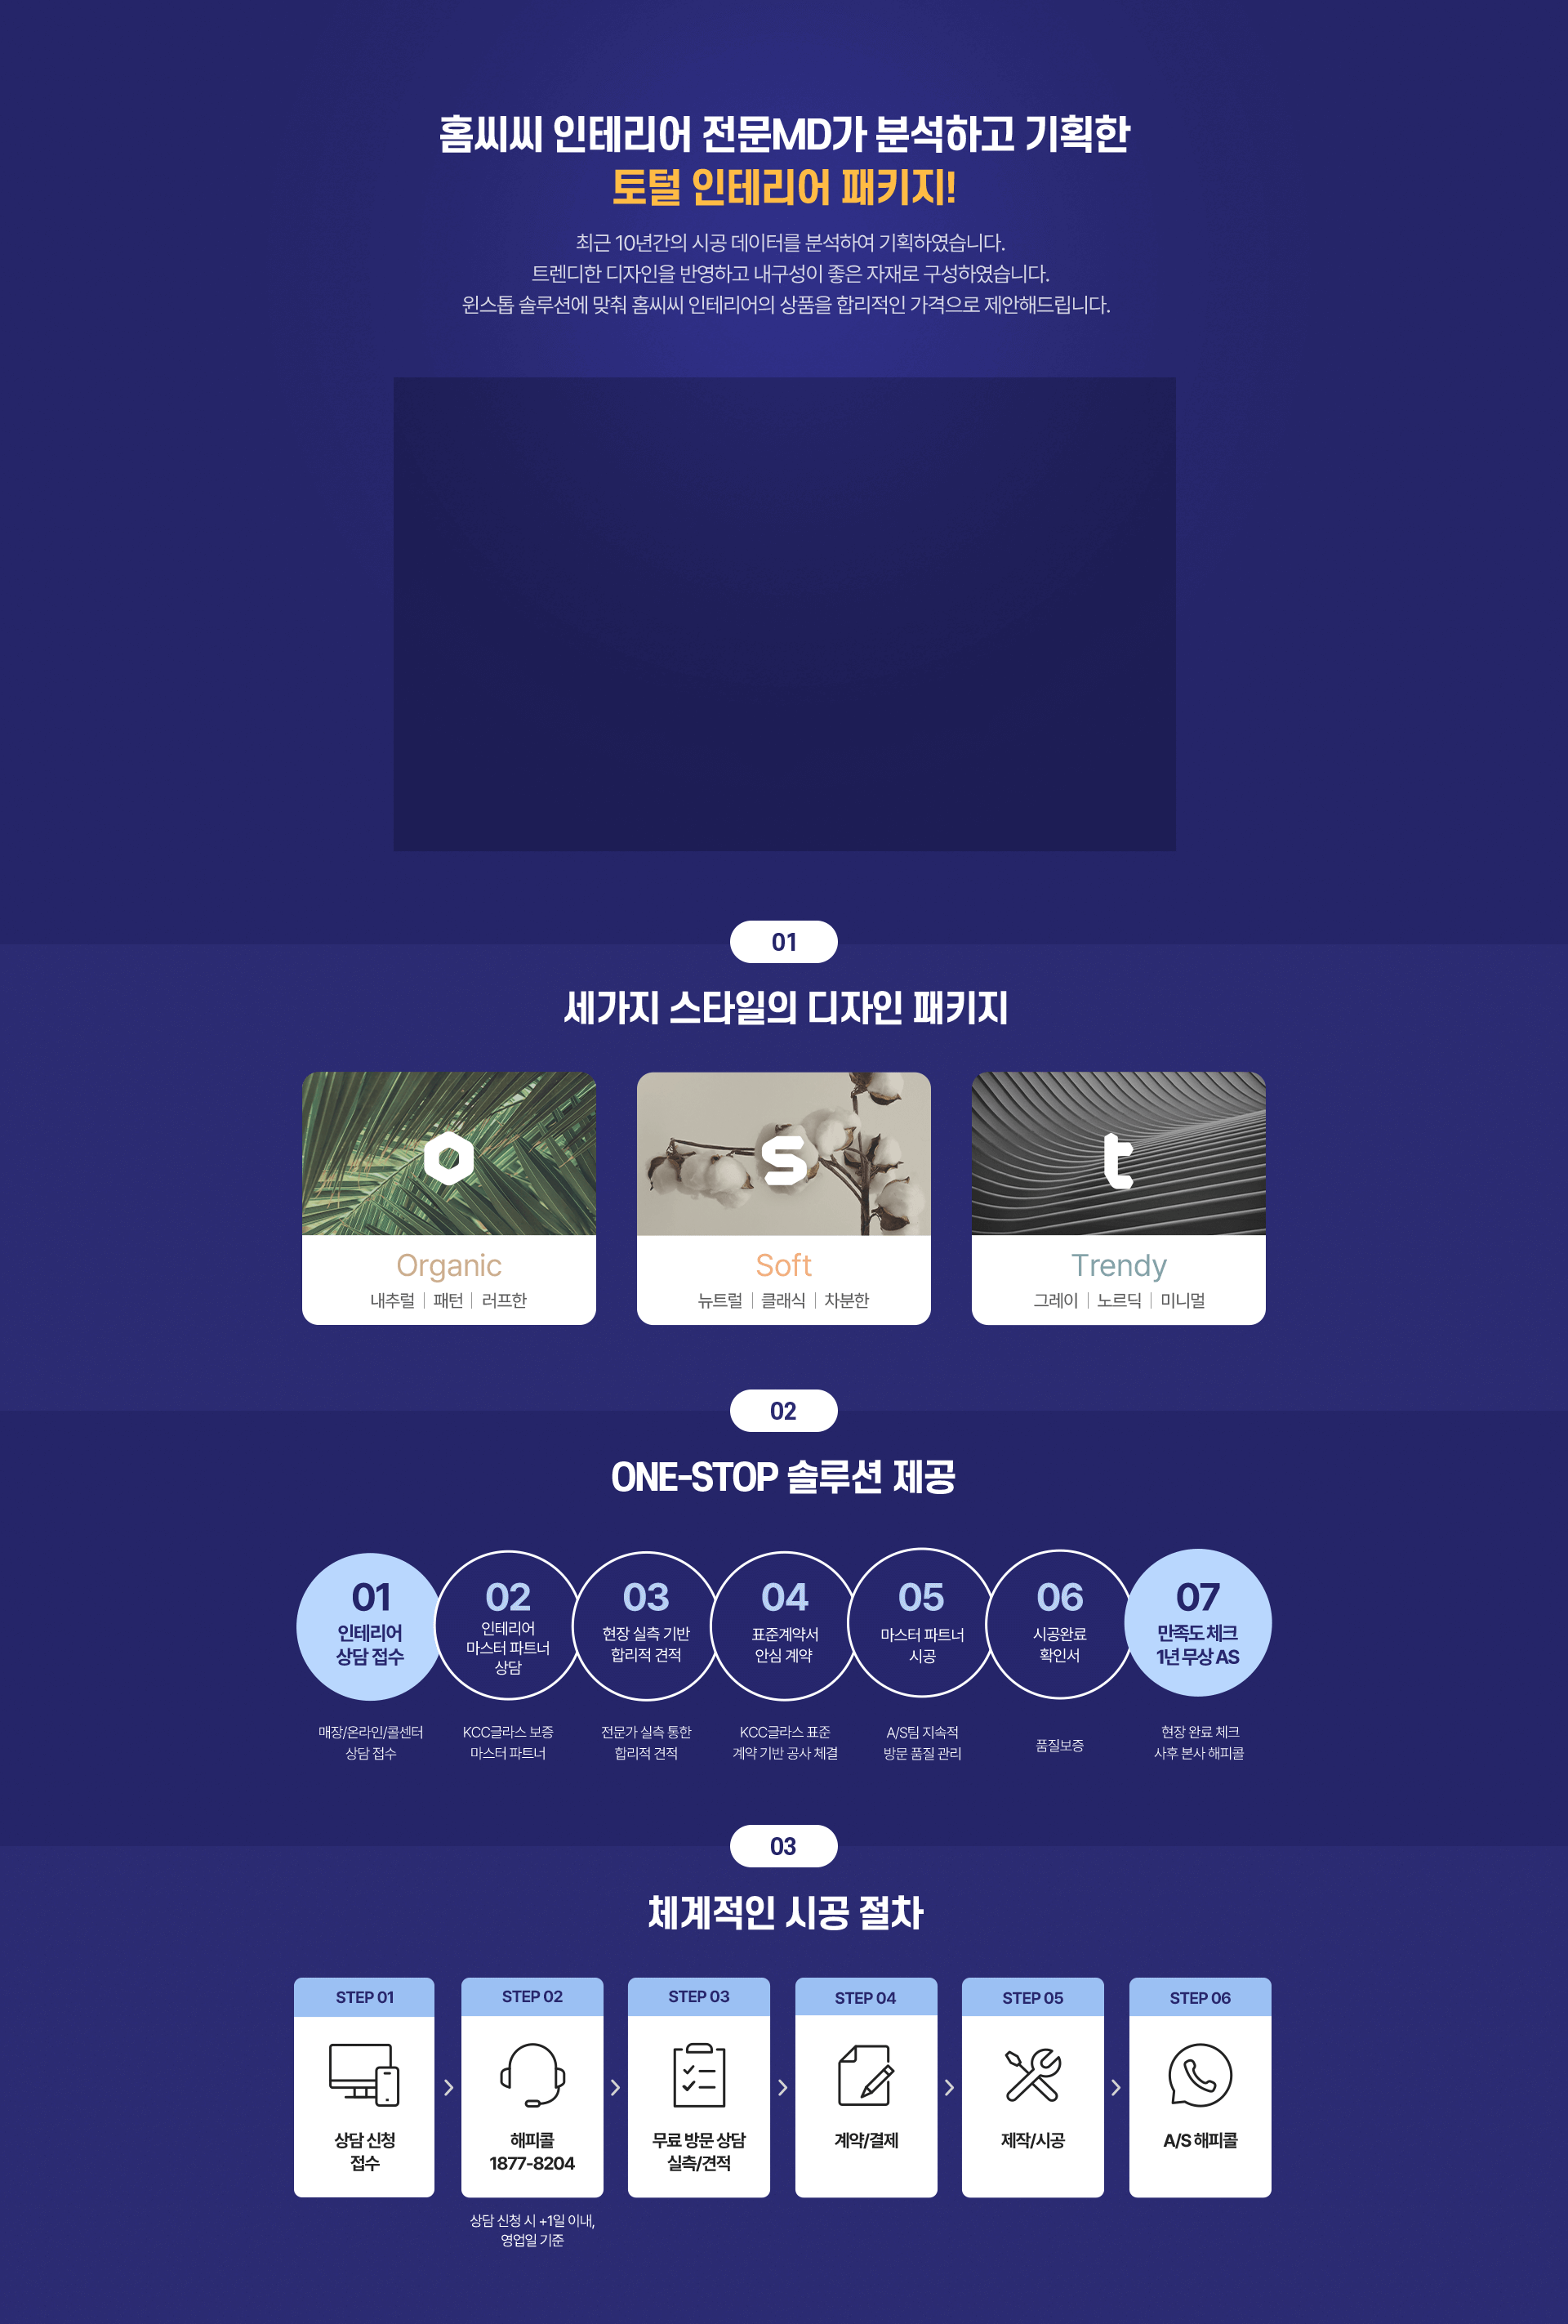 홈씨씨 인테리어 전문MD가 분석하고 기획한
토털 인테리어 패키지!
최근 10년간의 시공 데이터를 분석하여 기획하였습니다.
트렌디한 디자인을 반영하고 내구성이 좋은 자재로 구성하였습니다.
윈스톱 솔루션에 맞춰 홈씨씨 인테리어의 상품을 합리적인 가격으로 제안해드립니다.
01
세가지 스타일의 디자인 패키지
o
s
t
Organic
Soft
Trendy
내추럴 | 패턴 | 러프한
뉴트럴 | 클래식 | 차분한
그레이 | 노르딕 | 미니멀
02
ONE-STOP 솔루션 제공
01
인테리어
상담 접수
02
인테리어
마스터 파트너
상담
03
현장 실측 기반
합리적 견적
04
표준계약서
안심 계약
05
마스터 파트너
시공
06
시공완료
확인서
07
만족도 체크
1년 무상 AS
매장/온라인/콜센터
상담 접수
KCC글라스 보증
마스터 파트너
전문가 실측 통한
합리적 견적
KCC글라스 표준
계약 기반 공사 체결
A/S팀 지속적
방문 품질 관리
품질보증
현장 완료 체크
사후 본사 해피콜
03
체계적인 시공 절차
STEP 01
상담 신청
접수
STEP 02
해피콜
1877-8204
상담 신청 시 +1일 이내,
영업일 기준
STEP 03
무료 방문 상담
실측/견적
STEP 04
계약/결제
STEP 05
제작/시공
STEP 06
A/S 해피콜